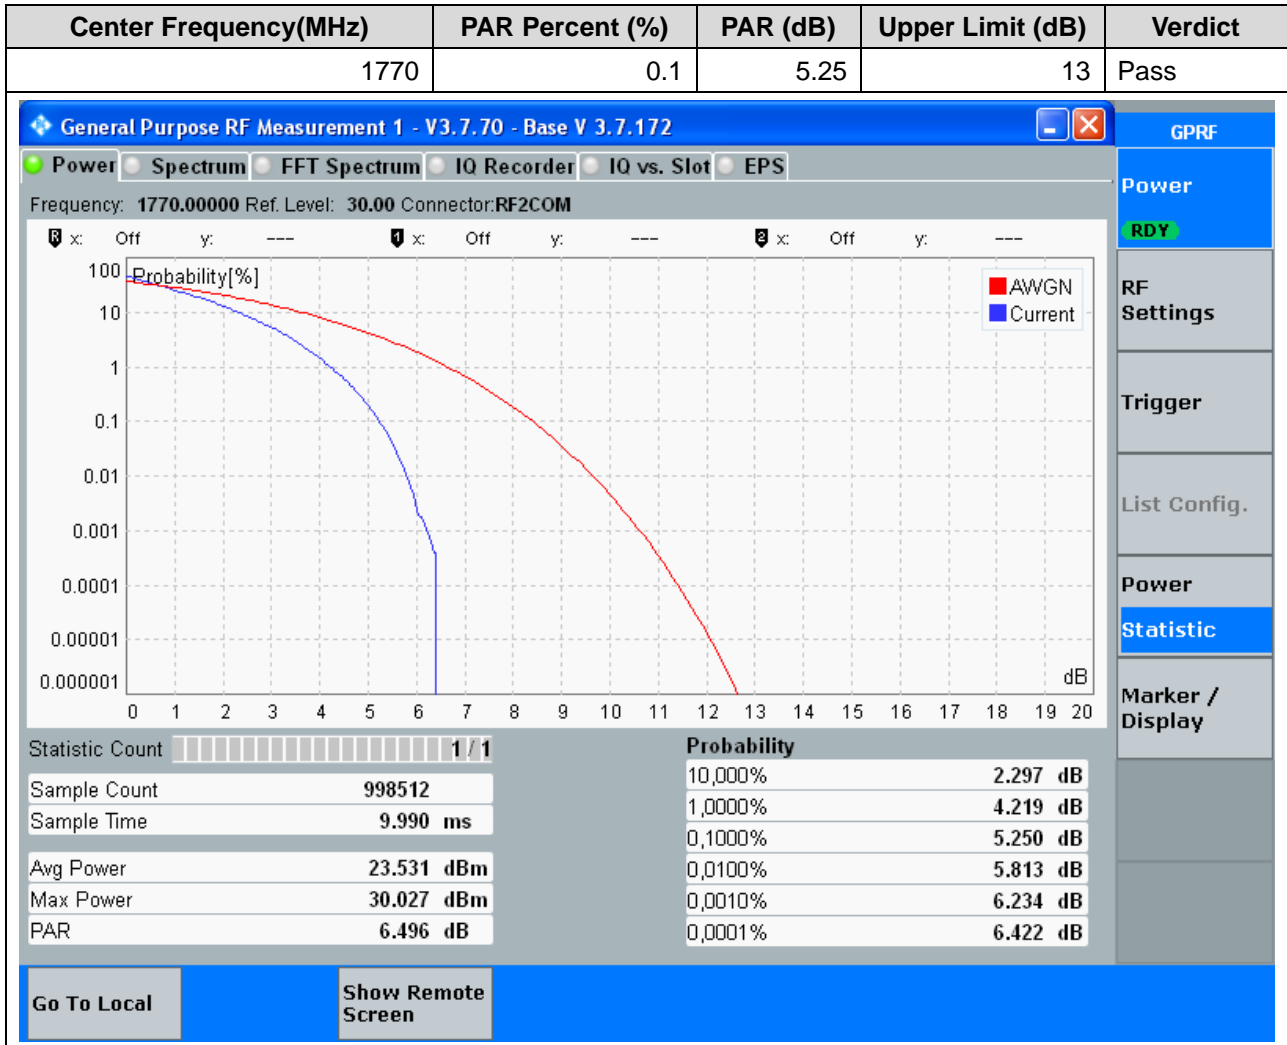 Center Frequency(MHz) PAR Percent (%) PAR (dB) Upper Limit (dB) Verdict
1770 0.1 5.25 13 Pass
General Purpose RF Measurement 1 - V3.7.70 - Base V 3.7.172
GPRF
Power Spectrum FFT Spectrum IQ Recorder IQ vs. Slot EPS
Frequency: 1770.00000 Ref. Level: 30.00 Connector:RF2COM
R x: Off y: --- 1 x: Off y: --- 2 x: Off y: ---
Probability[%]
AWGN
Current
100
10
1
0.1
0.01
0.001
0.0001
0.00001
0.000001
dB
0 1 2 3 4 5 6 7 8 9 10 11 12 13 14 15 16 17 18 19 20
Statistic Count 1 / 1
Sample Count 998512
Sample Time 9.990 ms
Avg Power 23.531 dBm
Max Power 30.027 dBm
PAR 6.496 dB
Probability
10,000% 2.297 dB
1,0000% 4.219 dB
0,1000% 5.250 dB
0,0100% 5.813 dB
0,0010% 6.234 dB
0,0001% 6.422 dB
Power
RDY
RF
Settings
Trigger
List Config.
Power
Statistic
Marker /
Display
Go To Local
Show Remote
Screen